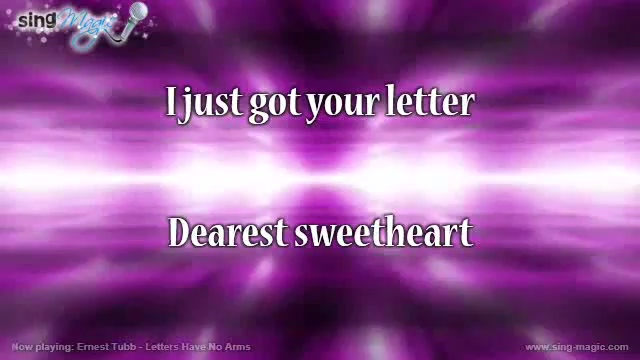 sing
Magic
I just got your letter
Dearest sweetheart
Now playing: Ernest Tubb - Letters Have No Arms
www.sing-magic.com